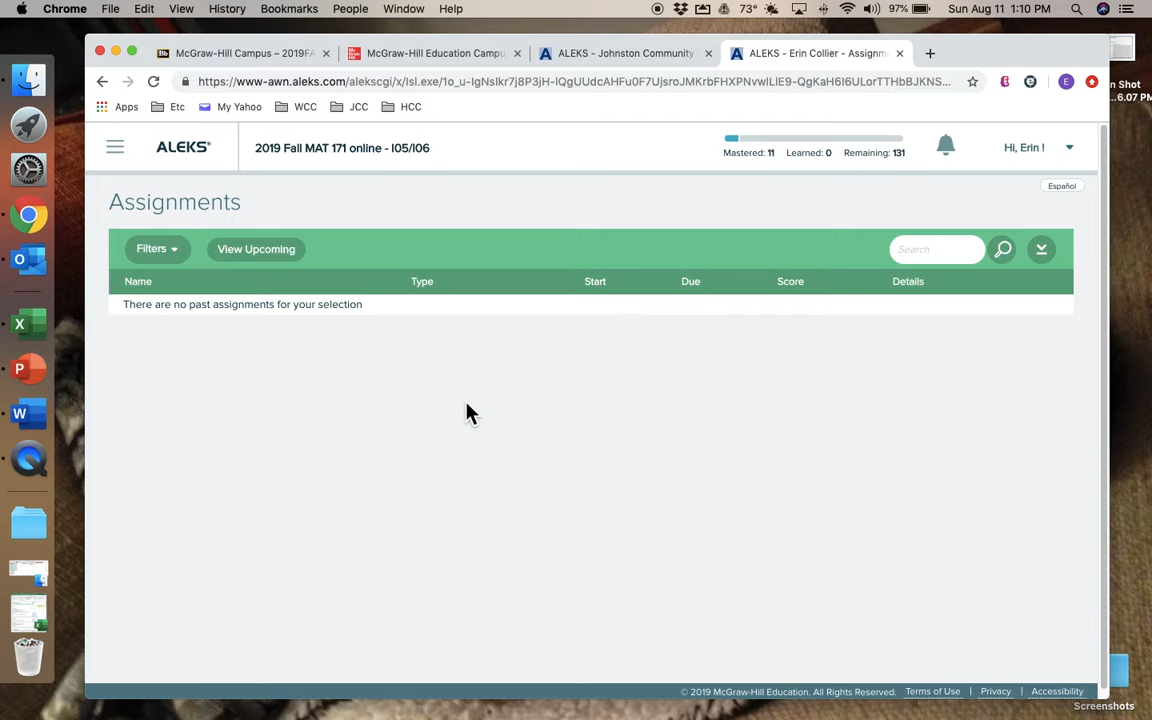 Chrome File Edit View History Bookmarks People Window Help 73° 97% Sun Aug 11 1:10 PM
McGraw-Hill Campus – 2019FA McGraw-Hill Education Campu ALEKS - Johnston Community ALEKS - Erin Collier - Assignm
n Shot
...6.07 PM
https://www-awn.aleks.com/alekscgi/x/Isl.exe/1o_u-IgNsIkr7j8P3jH-lQgUUdcAHFu0F7UjsroJMKrbFHXPNvwlLlE9-QgKaH6I6ULorTTHbBJKNS... E
Apps Etc My Yahoo WCC JCC HCC
ALEKS® 2019 Fall MAT 171 online - I05/I06 Mastered: 11 Learned: 0 Remaining: 131 Hi, Erin !
Español
Assignments
Filters View Upcoming Search
Name Type Start Due Score Details
There are no past assignments for your selection
© 2019 McGraw-Hill Education. All Rights Reserved. Terms of Use Privacy Accessibility
Screenshots